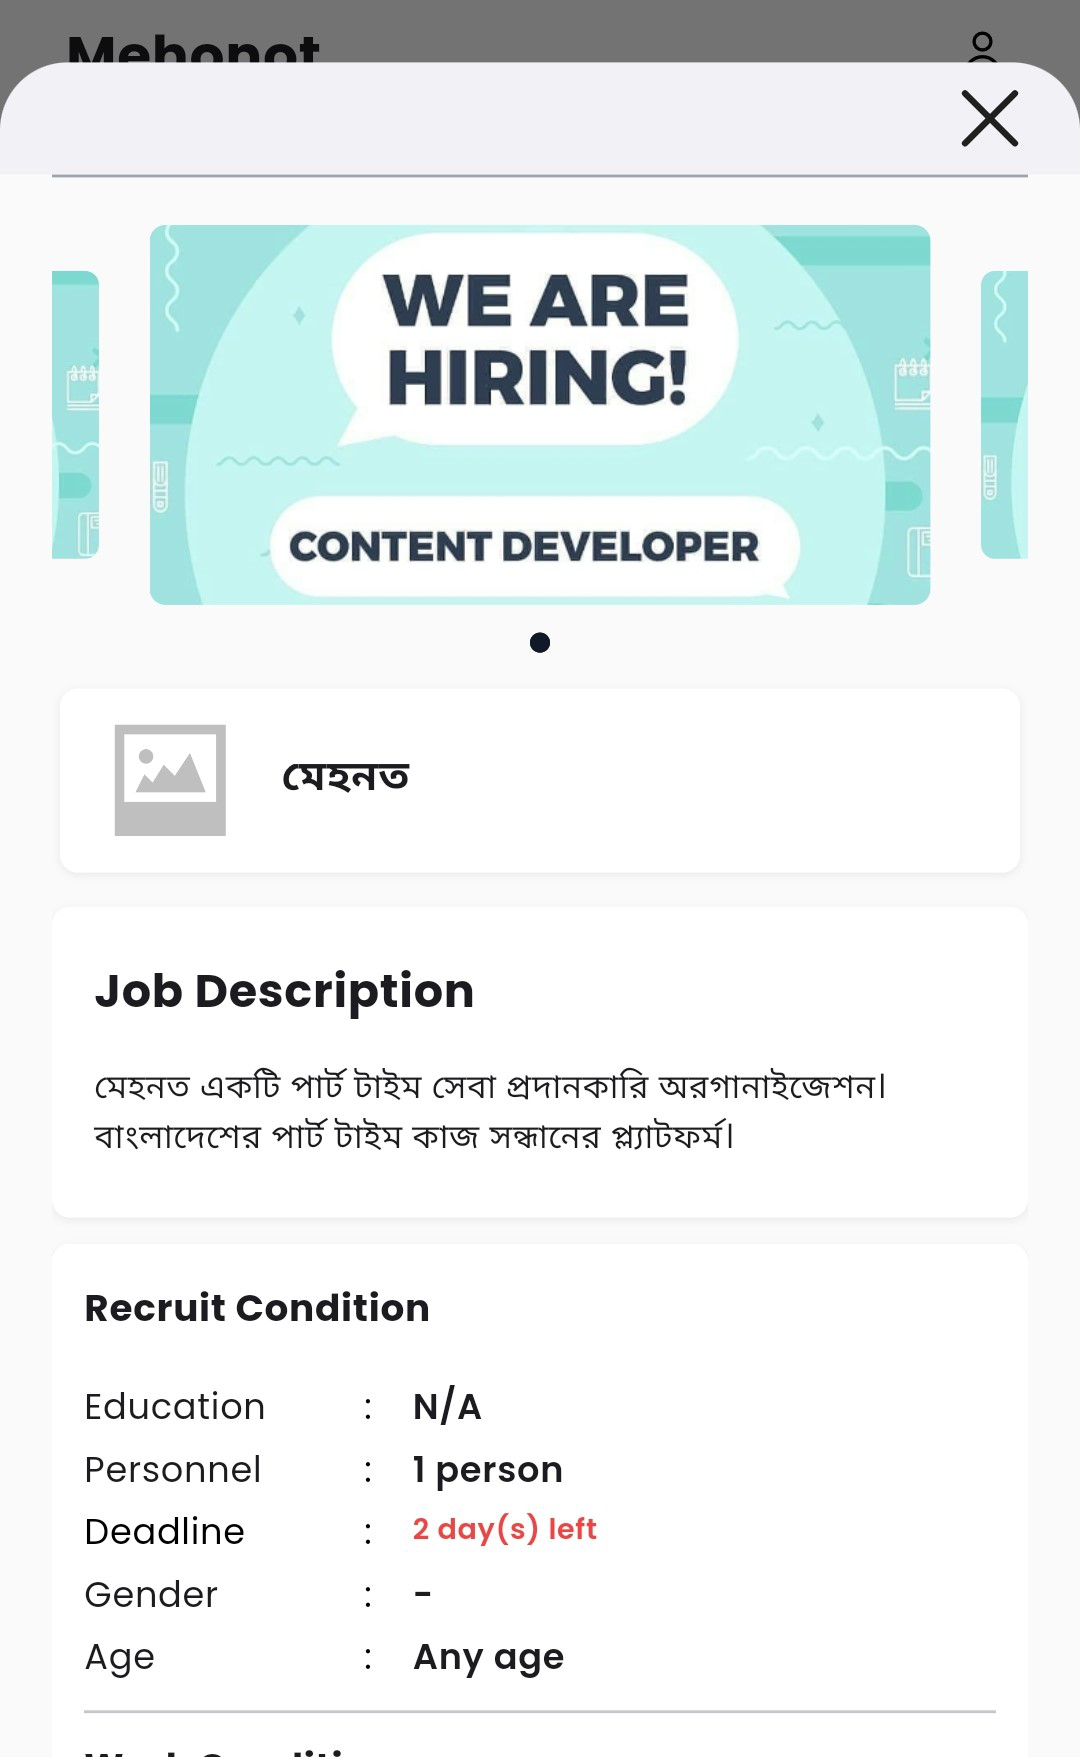 Mehonot
WE ARE
HIRING!
CONTENT DEVELOPER
মেহনত
Job Description
মেহনত একটি পার্ট টাইম সেবা প্রদানকারি অরগানাইজেশন।
বাংলাদেশের পার্ট টাইম কাজ সন্ধানের প্ল্যাটফর্ম।
Recruit Condition
Education : N/A
Personnel : 1 person
Deadline : 2 day(s) left
Gender : -
Age : Any age